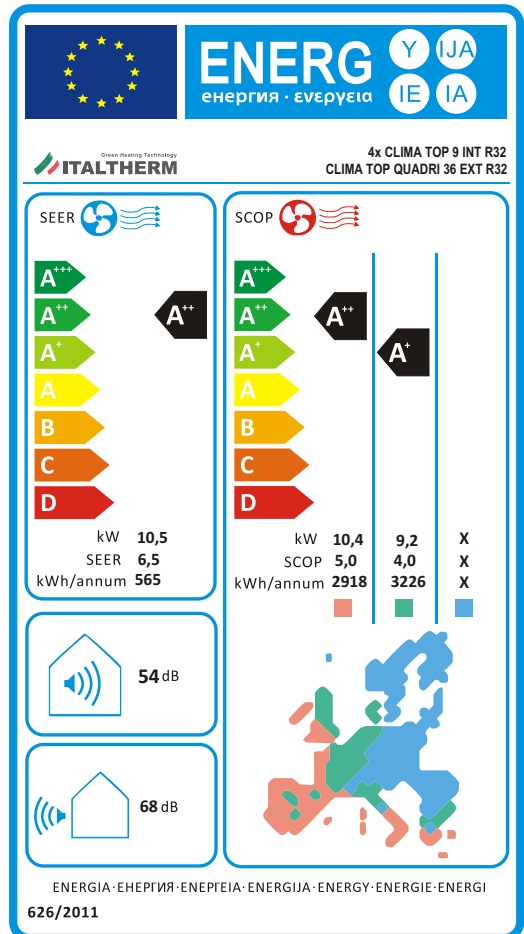 ENERG
енергия · ενεργεια
Y IJA
IE IA
Green Heating Technology
ITALTHERM
4x CLIMA TOP 9 INT R32
CLIMA TOP QUADRI 36 EXT R32
SEER
A+++
A++
A+
A
B
C
D
A++
kW 10,5
SEER 6,5
kWh/annum 565
SCOP
A+++
A++
A+
A
B
C
D
A++
A+
kW 10,4 9,2 X
SCOP 5,0 4,0 X
kWh/annum 2918 3226 X
54 dB
68 dB
ENERGIA·ЕНЕРГИЯ·ΕΝΕΡΓΕΙΑ·ENERGIJA·ENERGY·ENERGIE·ENERGI
626/2011